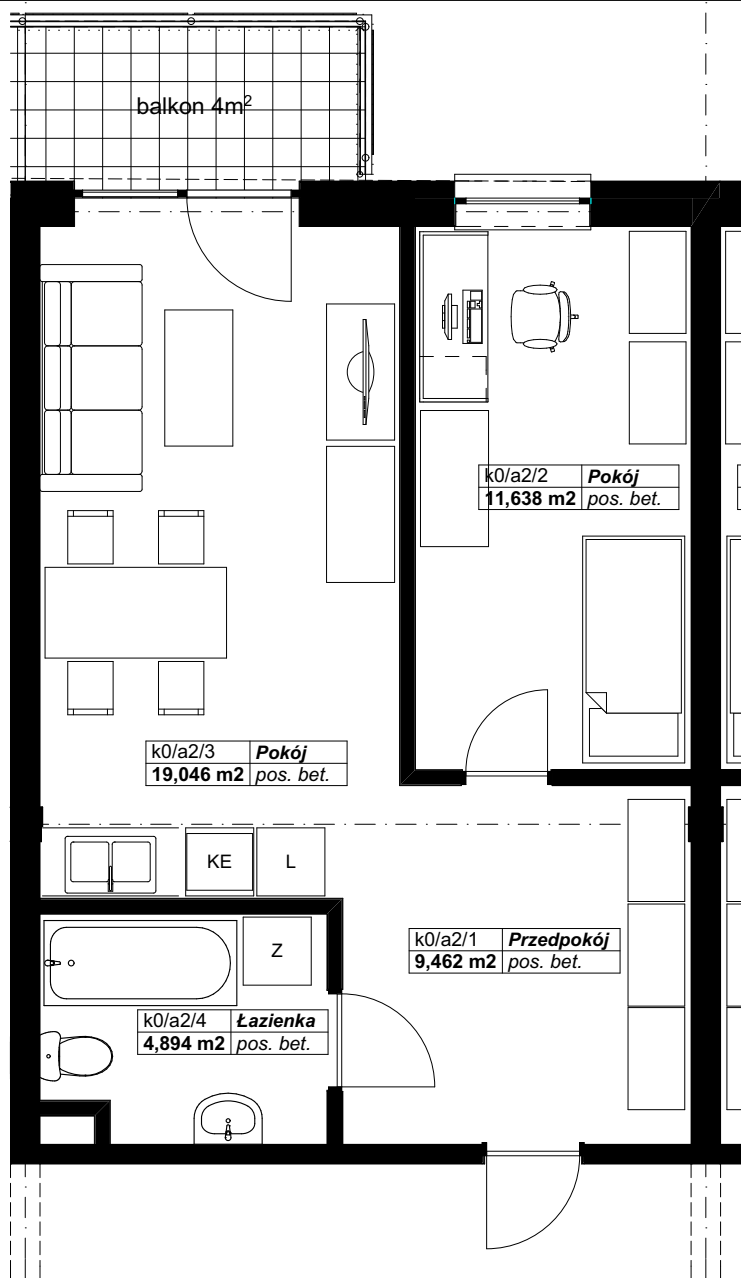 balkon 4m²
k0/a2/2 Pokój
11,638 m2 pos. bet.
k0/a2/3 Pokój
19,046 m2 pos. bet.
KE
L
k0/a2/1 Przedpokój
9,462 m2 pos. bet.
Z
k0/a2/4 Łazienka
4,894 m2 pos. bet.